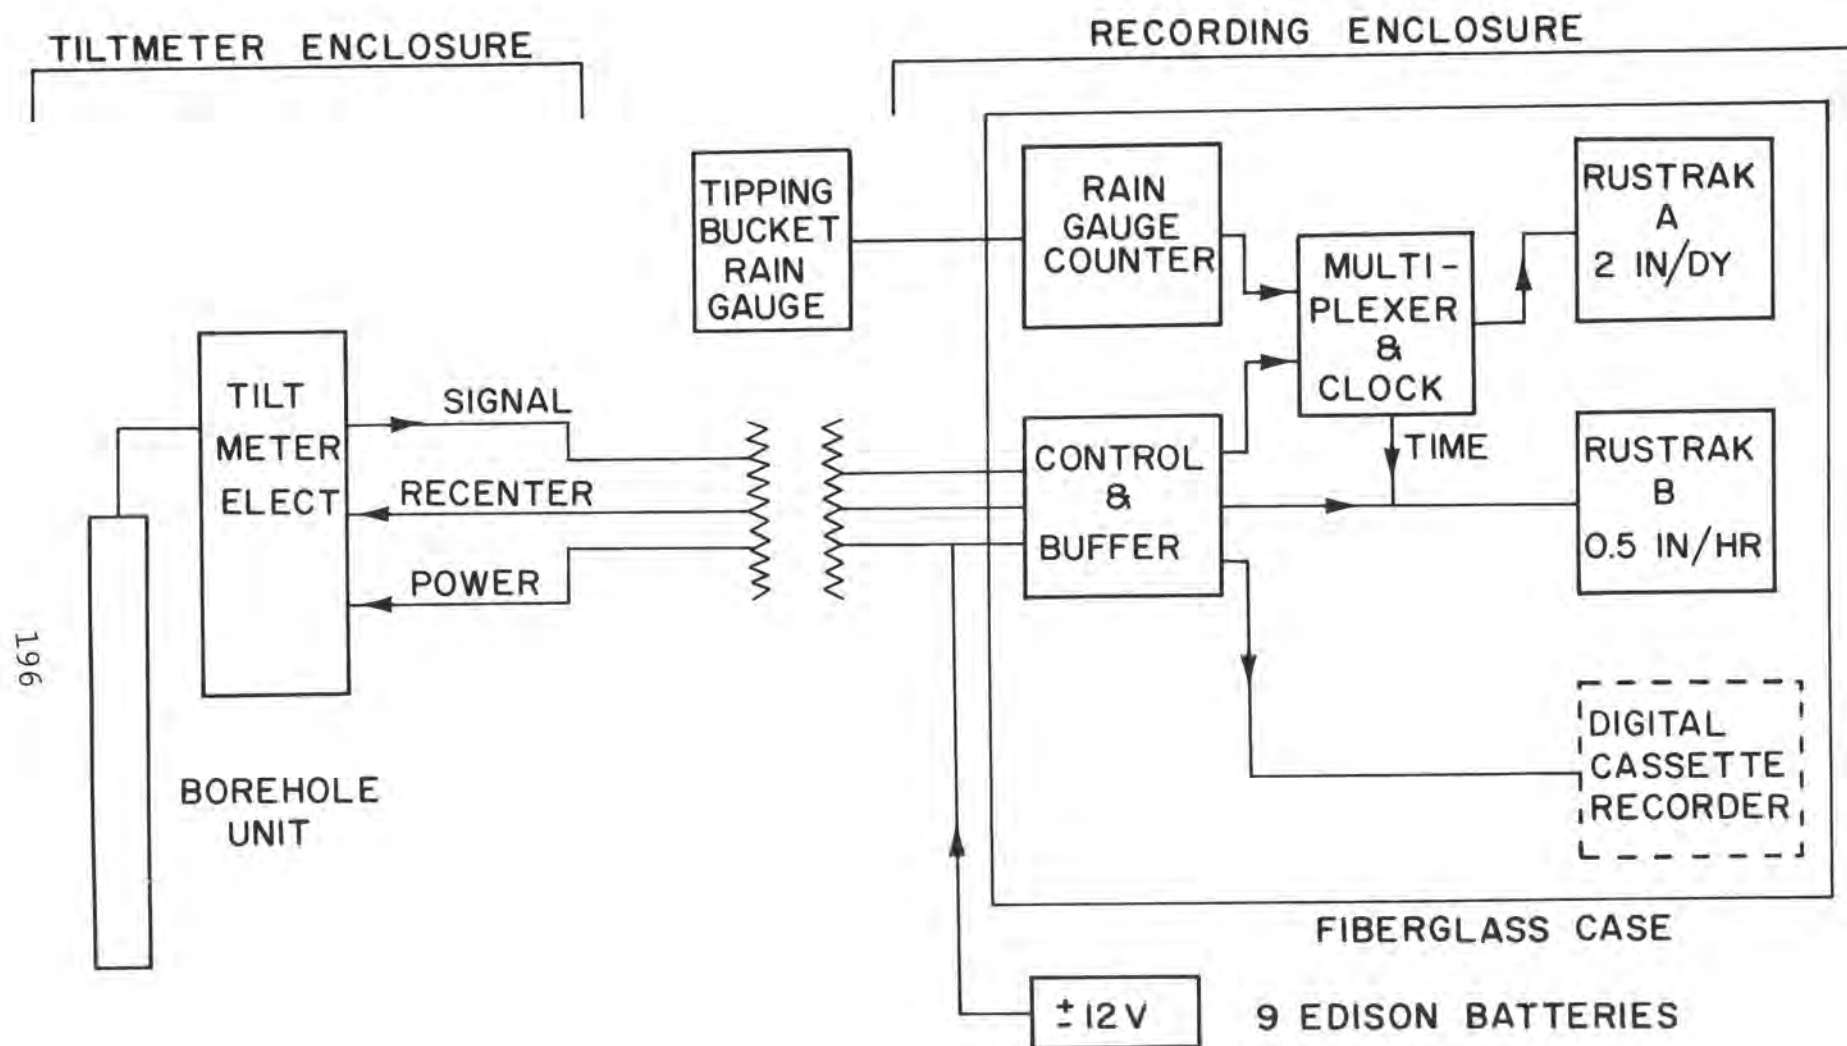 TILTMETER ENCLOSURE
RECORDING ENCLOSURE
TIPPING
BUCKET
RAIN
GAUGE
RAIN
GAUGE
COUNTER
MULTI-
PLEXER
&
CLOCK
RUSTRAK
A
2 IN/DY
TILT
METER
ELECT
SIGNAL
RECENTER
POWER
CONTROL
&
BUFFER
TIME
RUSTRAK
B
0.5 IN/HR
DIGITAL
CASSETTE
RECORDER
BOREHOLE
UNIT
FIBERGLASS CASE
± 12 V
9 EDISON BATTERIES
196